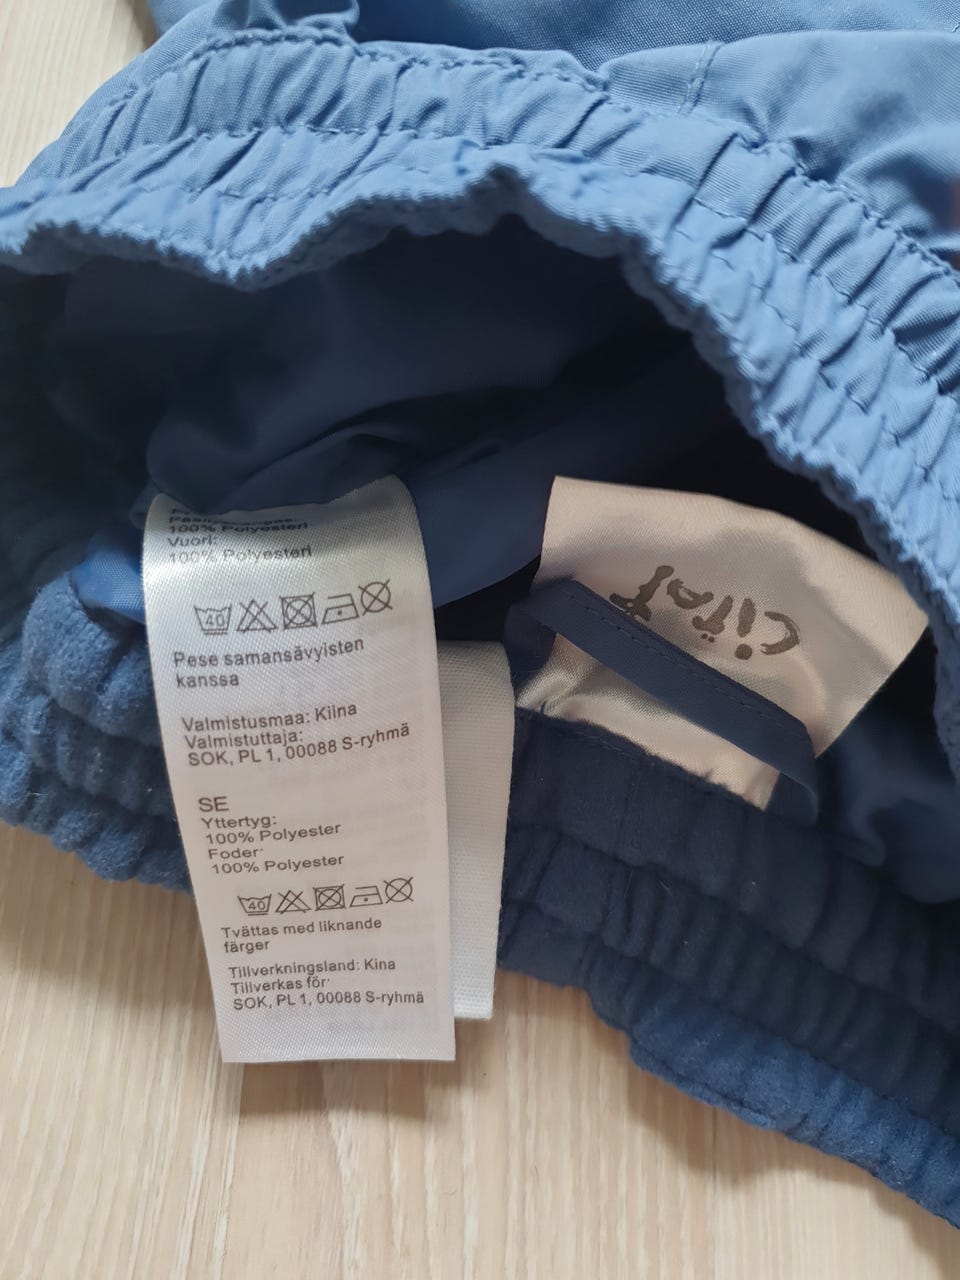 Päällyskangas:
100% Polyesteri
Vuori:
100% Polyesteri
40
Pese samansävyisten
kanssa
Valmistusmaa: Kiina
Valmistuttaja:
SOK, PL 1, 00088 S-ryhmä
SE
Yttertyg:
100% Polyester
Foder:
100% Polyester
40
Tvättas med liknande
färger
Tillverkningsland: Kina
Tillverkas för:
SOK, PL 1, 00088 S-ryhmä
Ciraf